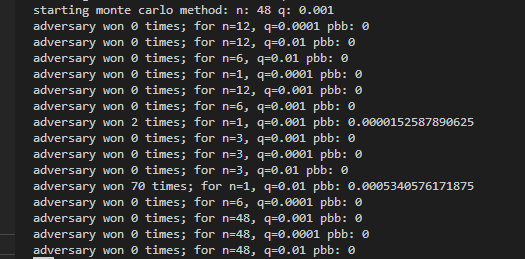 starting monte carlo method: n: 48 q: 0.001
adversary won 0 times; for n=12, q=0.0001 pbb: 0
adversary won 0 times; for n=12, q=0.01 pbb: 0
adversary won 0 times; for n=6, q=0.01 pbb: 0
adversary won 0 times; for n=1, q=0.0001 pbb: 0
adversary won 0 times; for n=12, q=0.001 pbb: 0
adversary won 0 times; for n=6, q=0.001 pbb: 0
adversary won 2 times; for n=1, q=0.001 pbb: 0.0000152587890625
adversary won 0 times; for n=3, q=0.001 pbb: 0
adversary won 0 times; for n=3, q=0.0001 pbb: 0
adversary won 0 times; for n=3, q=0.01 pbb: 0
adversary won 70 times; for n=1, q=0.01 pbb: 0.0005340576171875
adversary won 0 times; for n=6, q=0.0001 pbb: 0
adversary won 0 times; for n=48, q=0.001 pbb: 0
adversary won 0 times; for n=48, q=0.0001 pbb: 0
adversary won 0 times; for n=48, q=0.01 pbb: 0